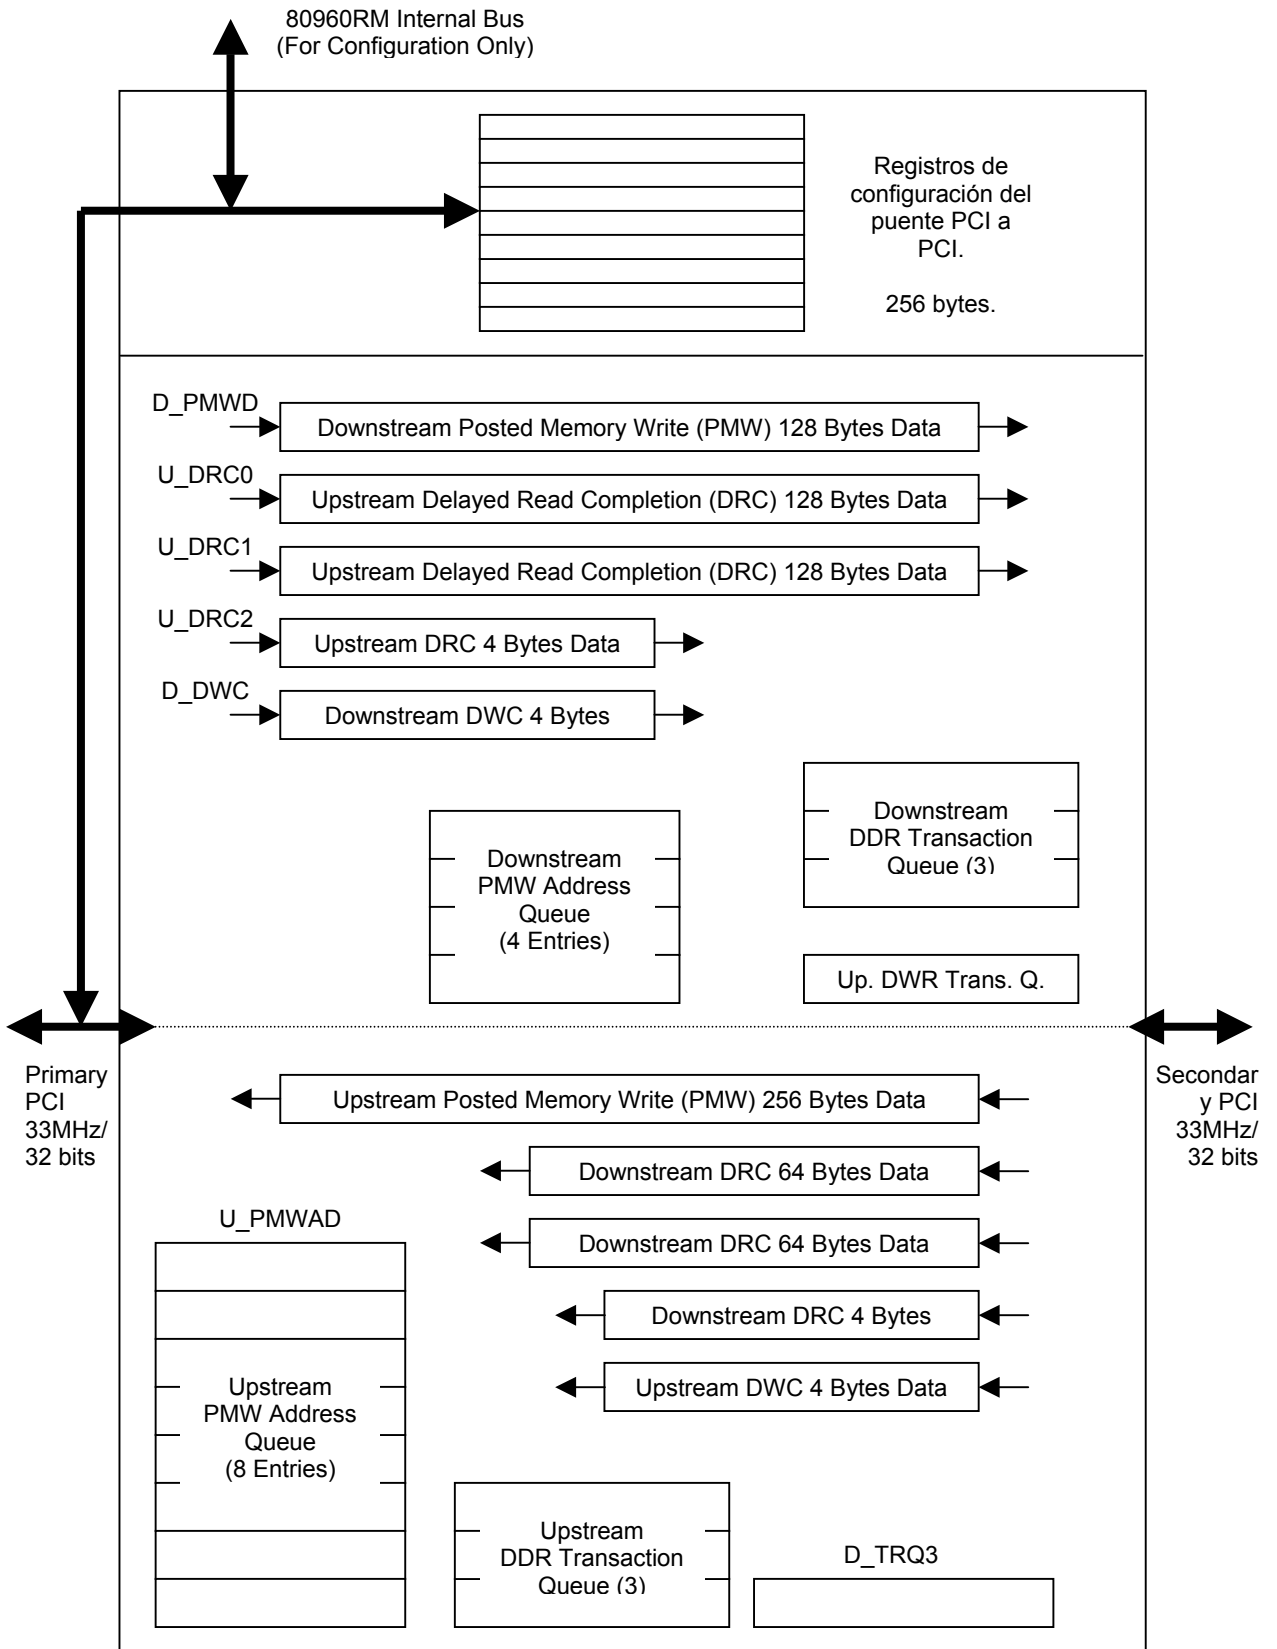 80960RM Internal Bus
(For Configuration Only)
Registros de
configuración del
puente PCI a
PCI.
256 bytes.
D_PMWD
Downstream Posted Memory Write (PMW) 128 Bytes Data
U_DRC0
Upstream Delayed Read Completion (DRC) 128 Bytes Data
U_DRC1
Upstream Delayed Read Completion (DRC) 128 Bytes Data
U_DRC2
Upstream DRC 4 Bytes Data
D_DWC
Downstream DWC 4 Bytes
Downstream
DDR Transaction
Queue (3)
Downstream
PMW Address
Queue
(4 Entries)
Up. DWR Trans. Q.
Primary
PCI
33MHz/
32 bits
Secondar
y PCI
33MHz/
32 bits
Upstream Posted Memory Write (PMW) 256 Bytes Data
Downstream DRC 64 Bytes Data
U_PMWAD
Downstream DRC 64 Bytes Data
Downstream DRC 4 Bytes
Upstream DWC 4 Bytes Data
Upstream
PMW Address
Queue
(8 Entries)
Upstream
DDR Transaction
Queue (3)
D_TRQ3